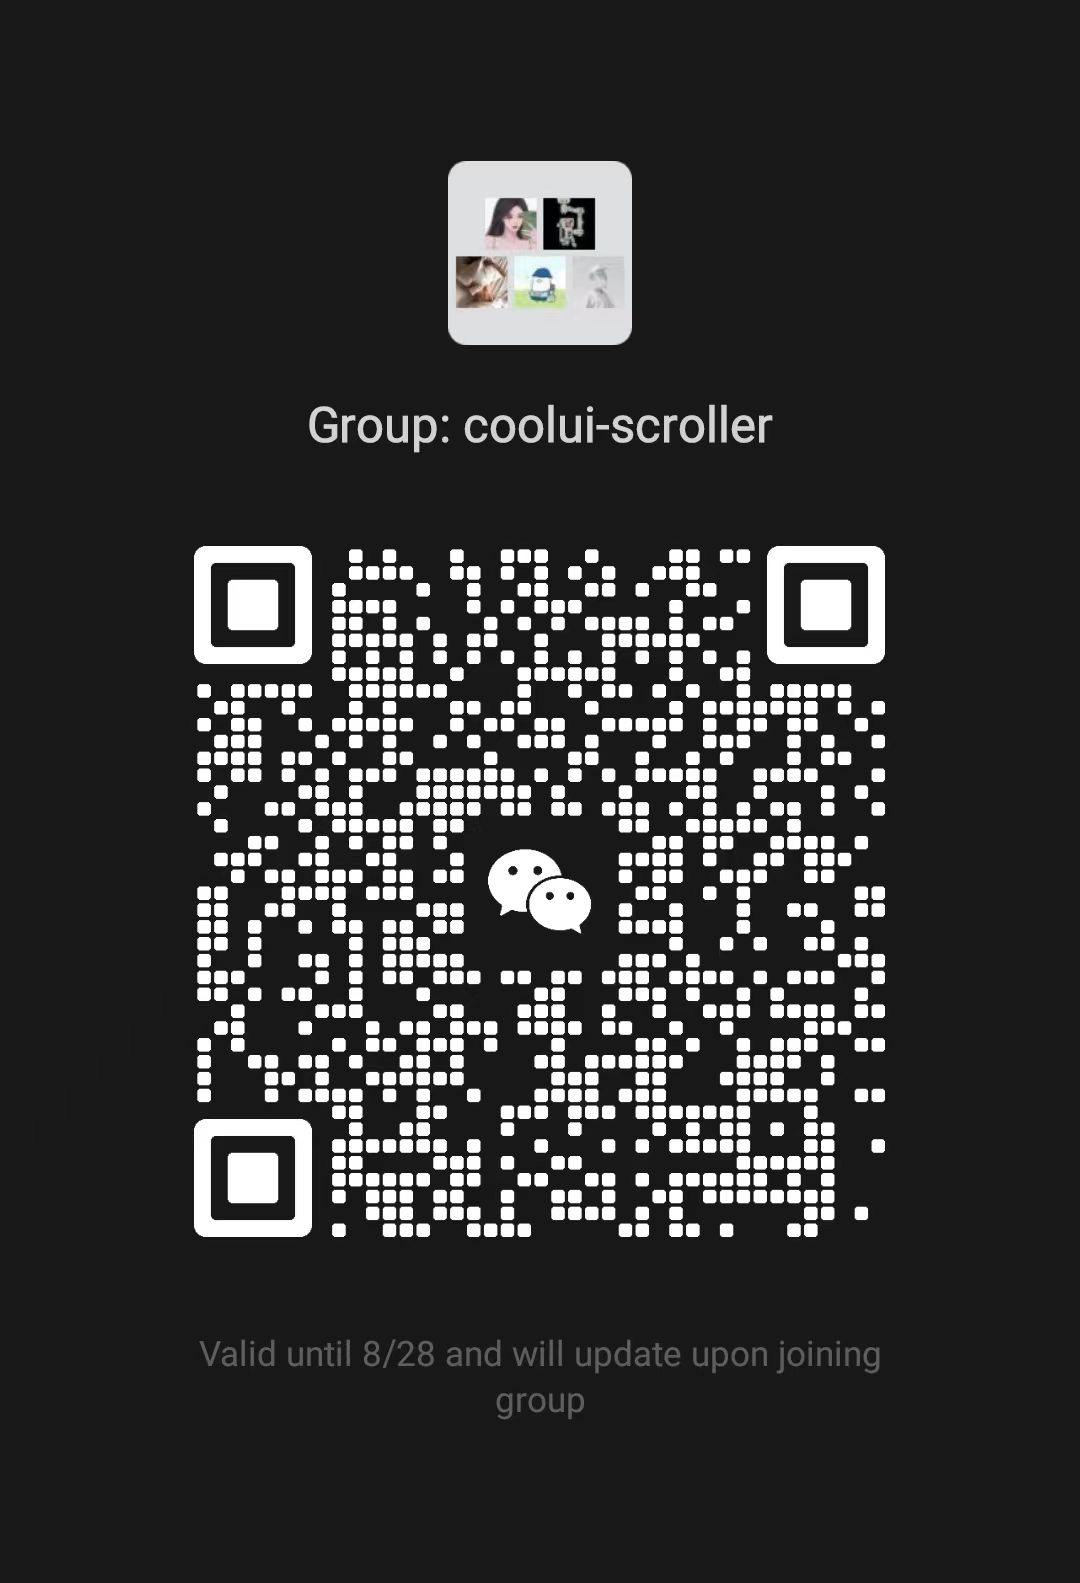 Group: coolui-scroller
Valid until 8/28 and will update upon joining
group